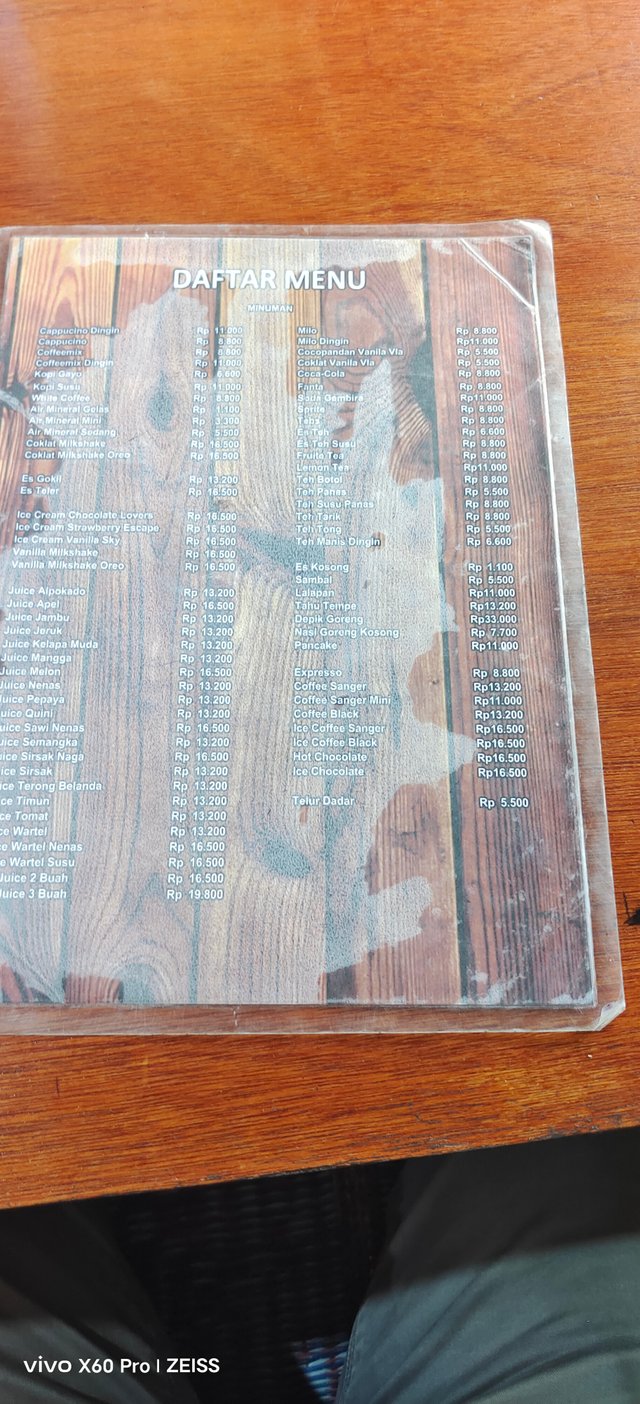 DAFTAR MENU
MINUMAN
Cappucino Dingin Rp 11.000
Cappucino Rp 8.800
Coffeemix Rp 8.800
Coffeemix Dingin Rp 11.000
Kopi Gayo Rp 6.600
Kopi Susu Rp 11.000
White Coffee Rp 8.800
Air Mineral Gelas Rp 1.100
Air Mineral Mini Rp 3.300
Air Mineral Sedang Rp 5.500
Coklat Milkshake Rp 16.500
Coklat Milkshake Oreo Rp 16.500
Es Gokil Rp 13.200
Es Teler Rp 16.500
Ice Cream Chocolate Lovers Rp 16.500
Ice Cream Strawberry Escape Rp 16.500
Ice Cream Vanilla Sky Rp 16.500
Vanilla Milkshake Rp 16.500
Vanilla Milkshake Oreo Rp 16.500
Juice Alpokado Rp 13.200
Juice Apel Rp 16.500
Juice Jambu Rp 13.200
Juice Jeruk Rp 13.200
Juice Kelapa Muda Rp 13.200
Juice Mangga Rp 13.200
Juice Melon Rp 16.500
Juice Nenas Rp 13.200
Juice Pepaya Rp 13.200
uice Quini Rp 13.200
uice Sawi Nenas Rp 16.500
uice Semangka Rp 13.200
uice Sirsak Naga Rp 16.500
ice Sirsak Rp 13.200
ice Terong Belanda Rp 13.200
ce Timun Rp 13.200
ce Tomat Rp 13.200
ce Wartel Rp 13.200
ce Wartel Nenas Rp 16.500
e Wartel Susu Rp 16.500
Juice 2 Buah Rp 16.500
Juice 3 Buah Rp 19.800
Milo Rp 8.800
Milo Dingin Rp11.000
Cocopandan Vanila Vla Rp 5.500
Coklat Vanila Vla Rp 5.500
Coca-Cola Rp 8.800
Fanta Rp 8.800
Soda Gembira Rp11.000
Sprite Rp 8.800
Tebs Rp 8.800
Es Teh Rp 6.600
Es Teh Susu Rp 8.800
Fruite Tea Rp 8.800
Lemon Tea Rp11.000
Teh Botol Rp 8.800
Teh Panas Rp 5.500
Teh Susu Panas Rp 8.800
Teh Tarik Rp 8.800
Teh Tong Rp 5.500
Teh Manis Dingin Rp 6.600
Es Kosong Rp 1.100
Sambal Rp 5.500
Lalapan Rp11.000
Tahu Tempe Rp13.200
Depik Goreng Rp33.000
Nasi Goreng Kosong Rp 7.700
Pancake Rp11.000
Expresso Rp 8.800
Coffee Sanger Rp13.200
Coffee Sanger Mini Rp11.000
Coffee Black Rp13.200
Ice Coffee Sanger Rp16.500
Ice Coffee Black Rp16.500
Hot Chocolate Rp16.500
Ice Chocolate Rp16.500
Telur Dadar Rp 5.500
vivo X60 Pro | ZEISS